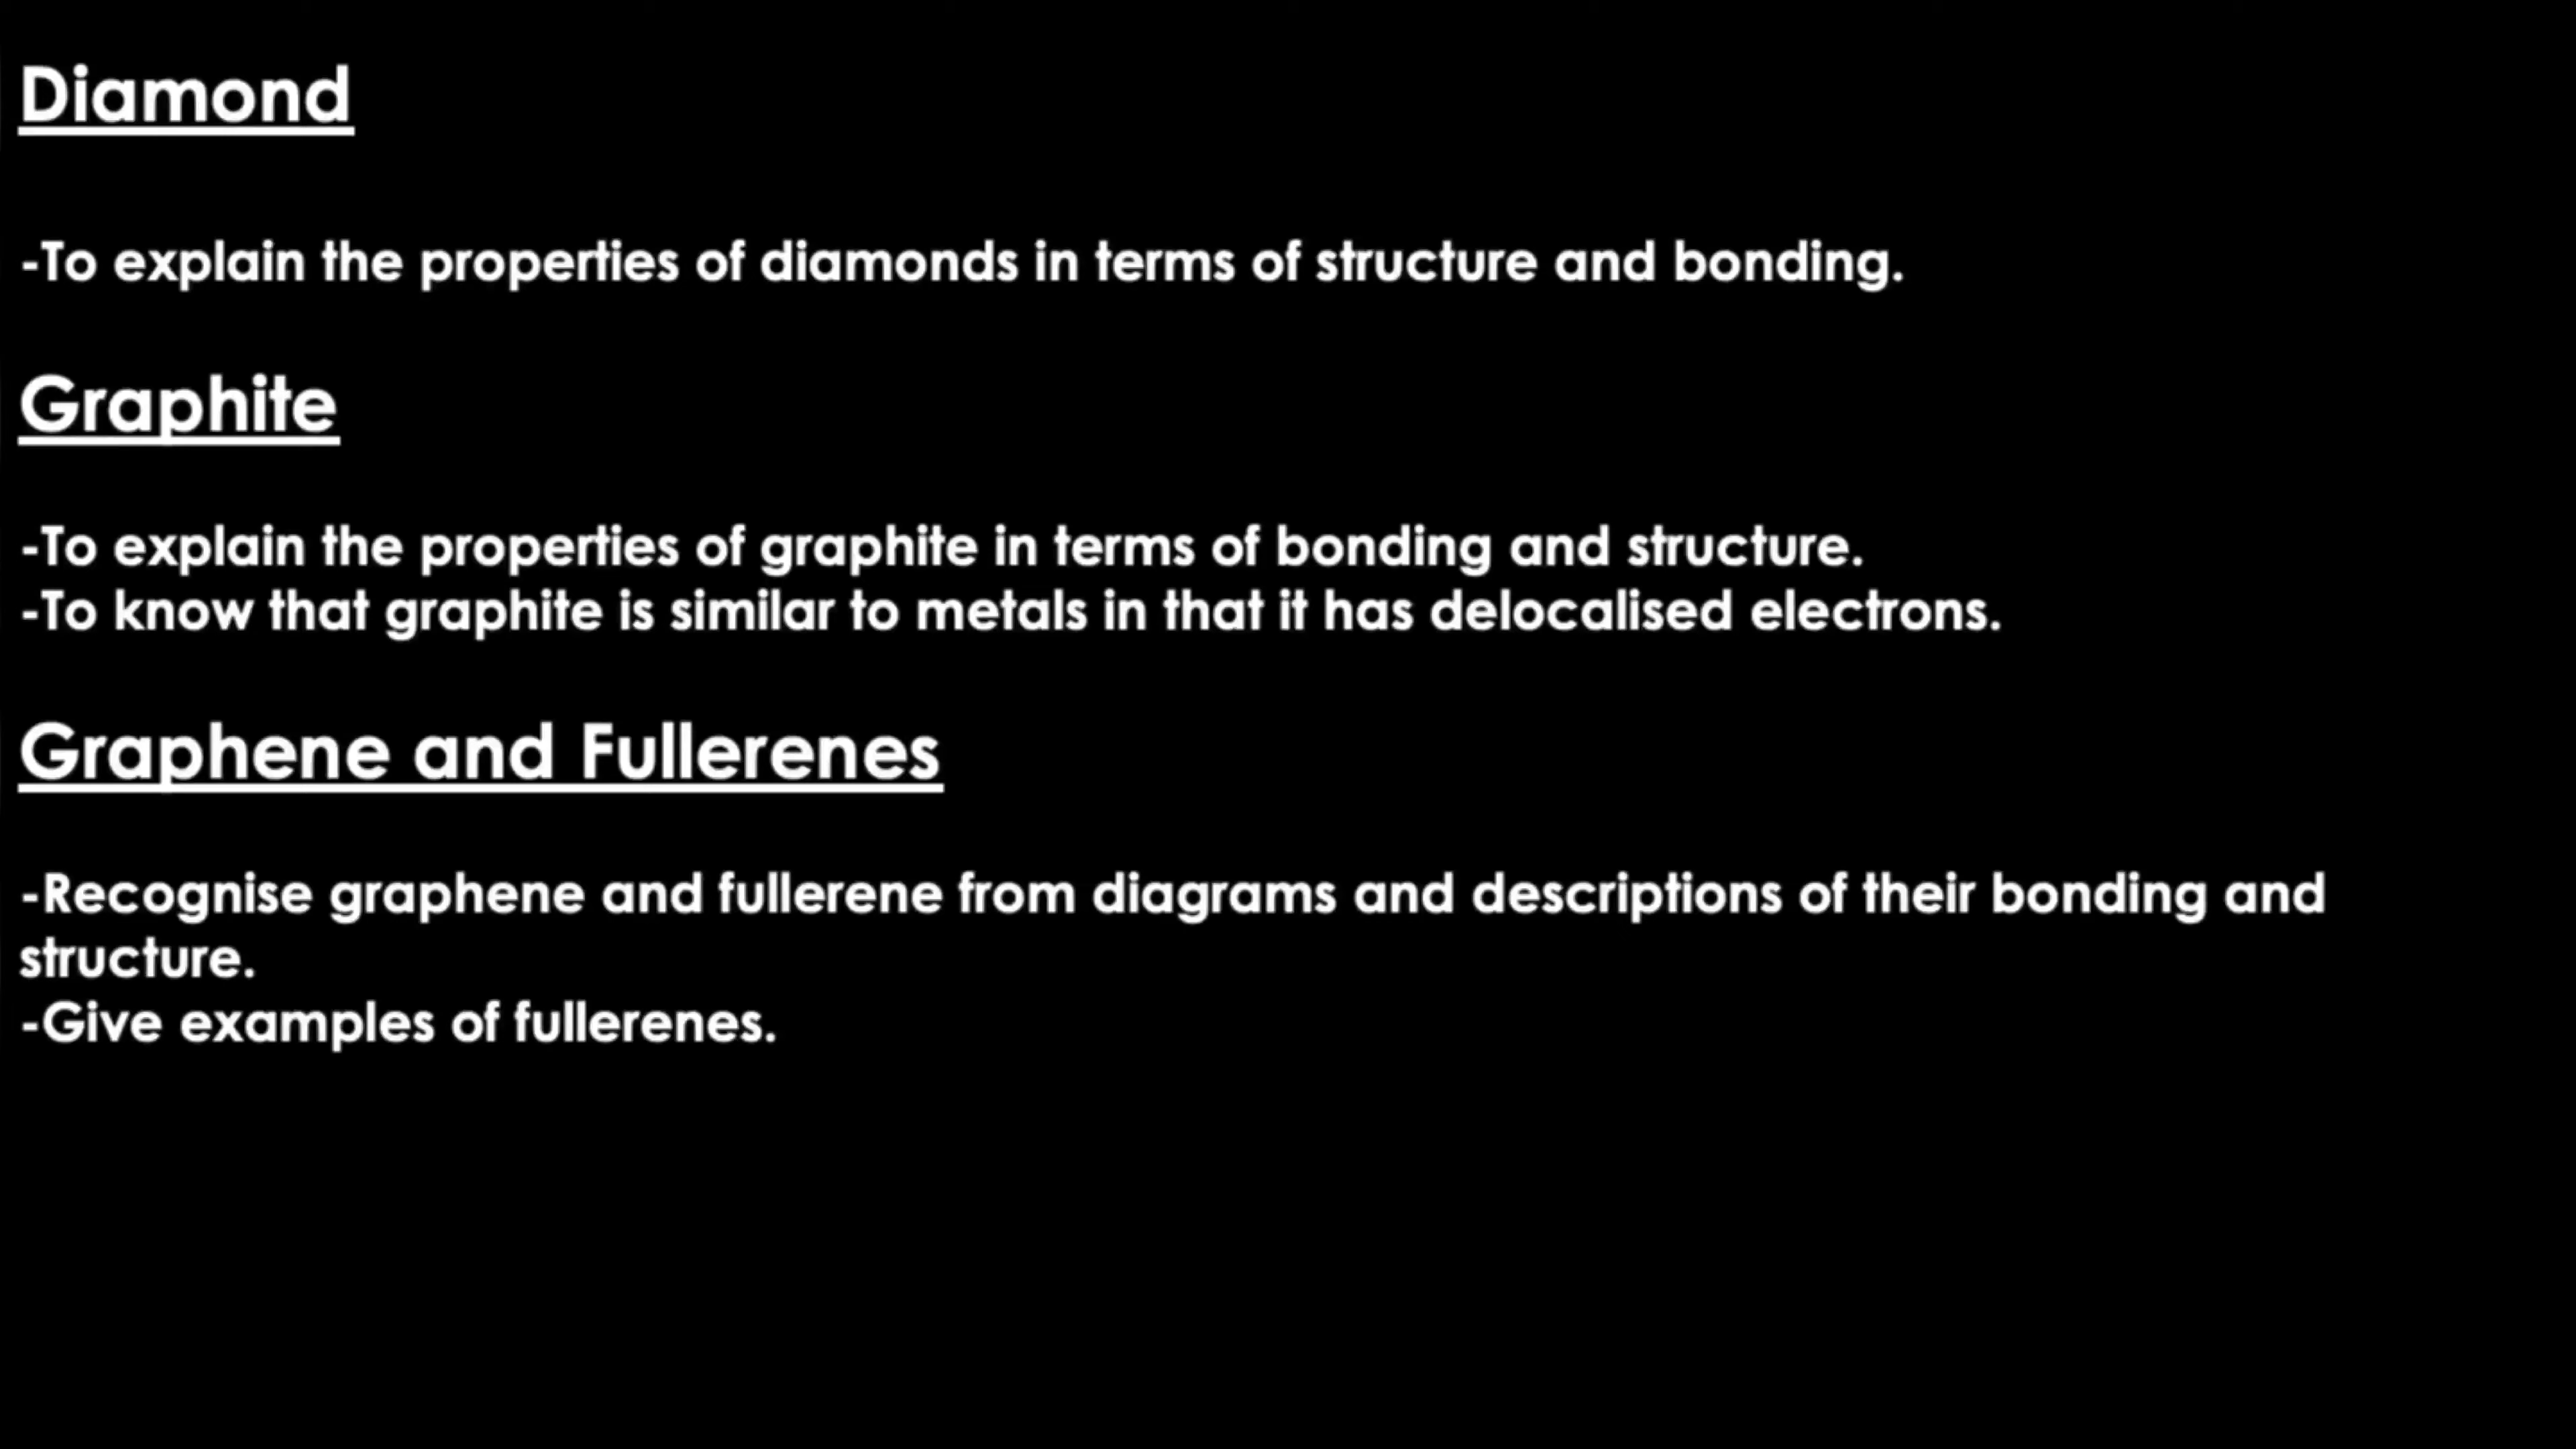 Diamond
-To explain the properties of diamonds in terms of structure and bonding.
Graphite
-To explain the properties of graphite in terms of bonding and structure.
-To know that graphite is similar to metals in that it has delocalised electrons.
Graphene and Fullerenes
-Recognise graphene and fullerene from diagrams and descriptions of their bonding and
structure.
-Give examples of fullerenes.